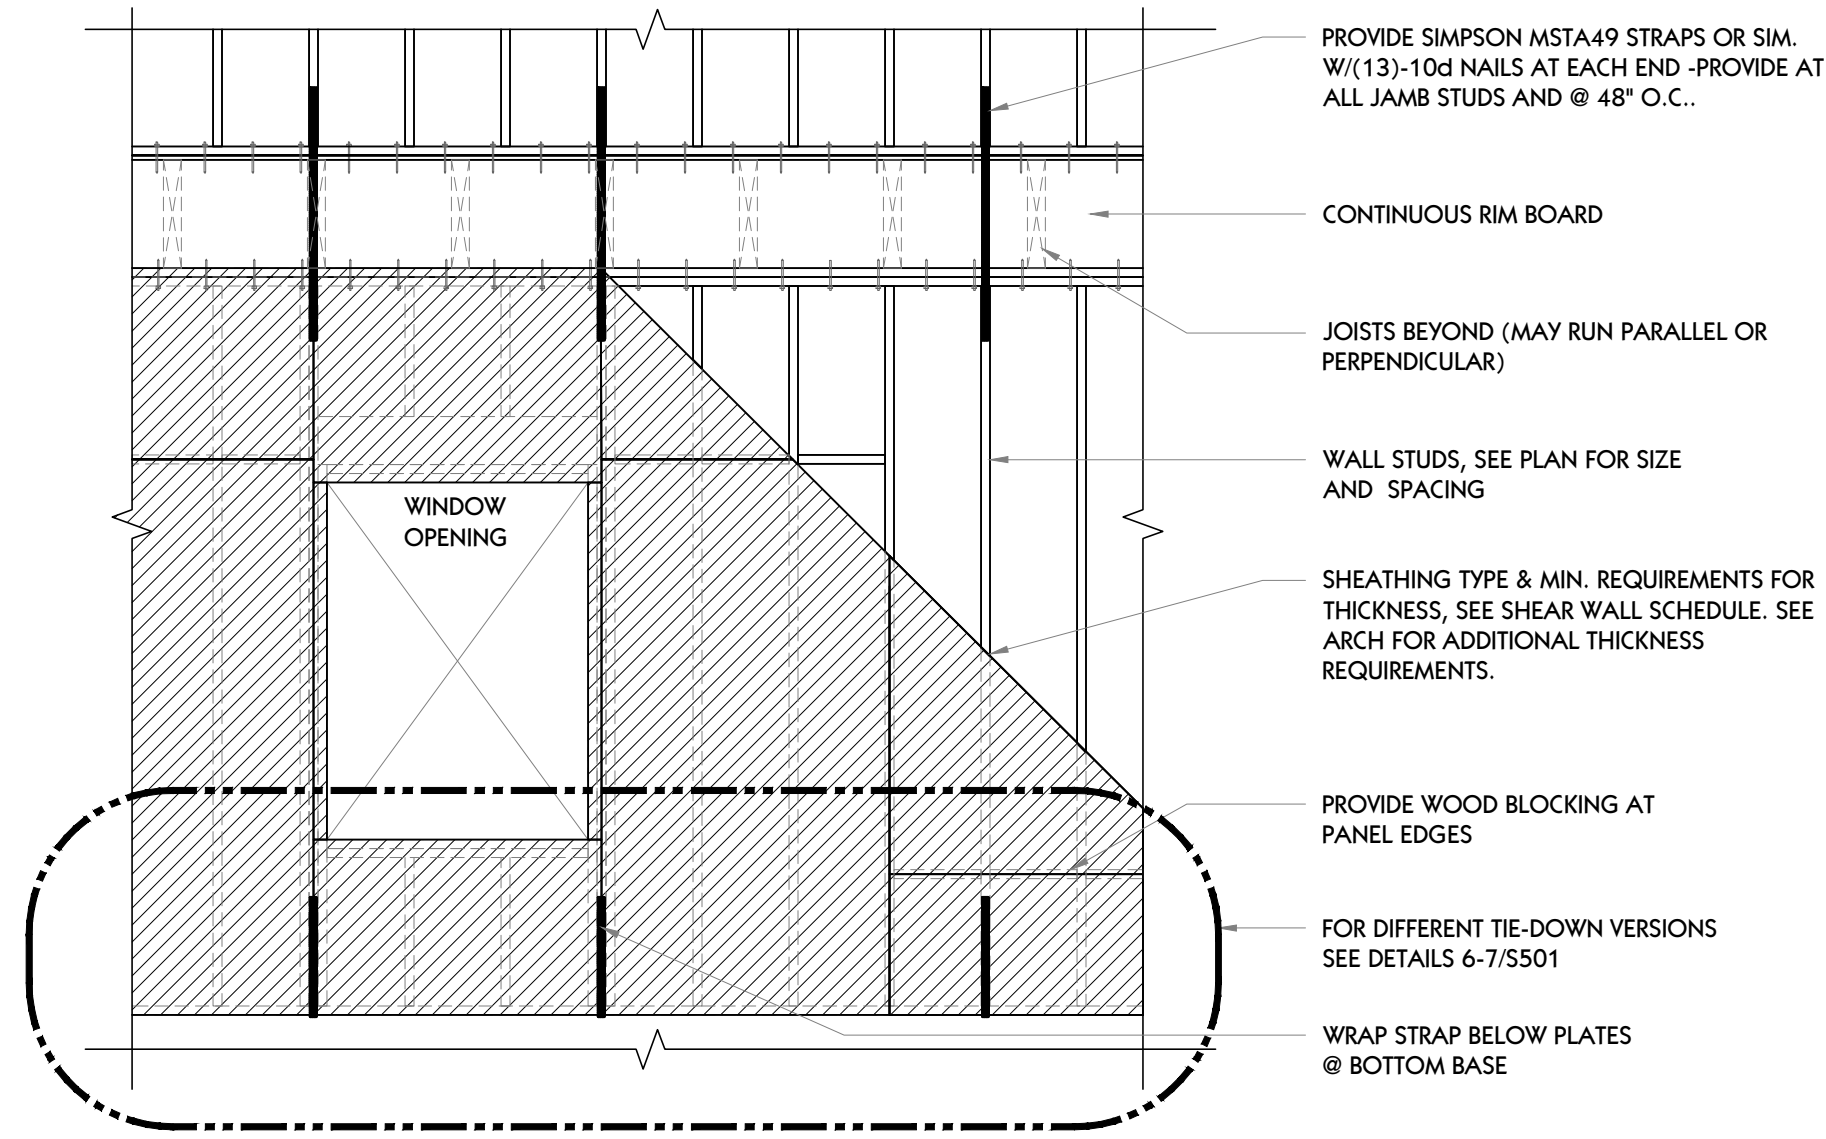 PROVIDE SIMPSON MSTA49 STRAPS OR SIM.
W/(13)-10d NAILS AT EACH END -PROVIDE AT
ALL JAMB STUDS AND @ 48" O.C..
CONTINUOUS RIM BOARD
JOISTS BEYOND (MAY RUN PARALLEL OR
PERPENDICULAR)
WALL STUDS, SEE PLAN FOR SIZE
AND SPACING
WINDOW
OPENING
SHEATHING TYPE & MIN. REQUIREMENTS FOR
THICKNESS, SEE SHEAR WALL SCHEDULE. SEE
ARCH FOR ADDITIONAL THICKNESS
REQUIREMENTS.
PROVIDE WOOD BLOCKING AT
PANEL EDGES
FOR DIFFERENT TIE-DOWN VERSIONS
SEE DETAILS 6-7/S501
WRAP STRAP BELOW PLATES
@ BOTTOM BASE